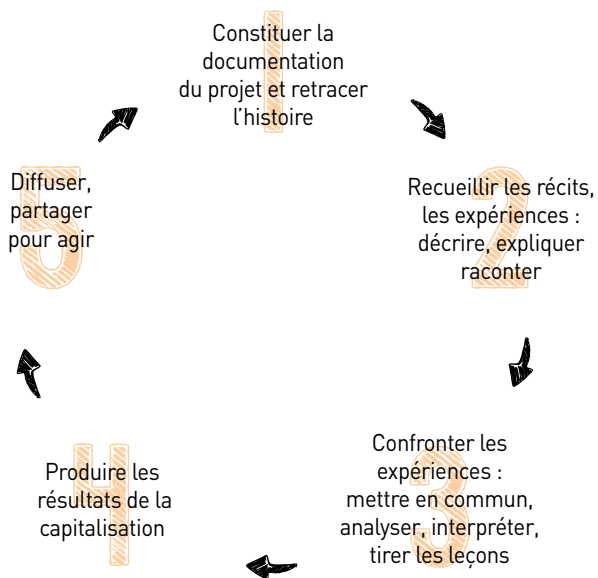 1
Constituer la
documentation
du projet et retracer
l’histoire
2
Recueillir les récits,
les expériences :
décrire, expliquer
raconter
3
Confronter les
expériences :
mettre en commun,
analyser, interpréter,
tirer les leçons
4
Produire les
résultats de la
capitalisation
5
Diffuser,
partager
pour agir